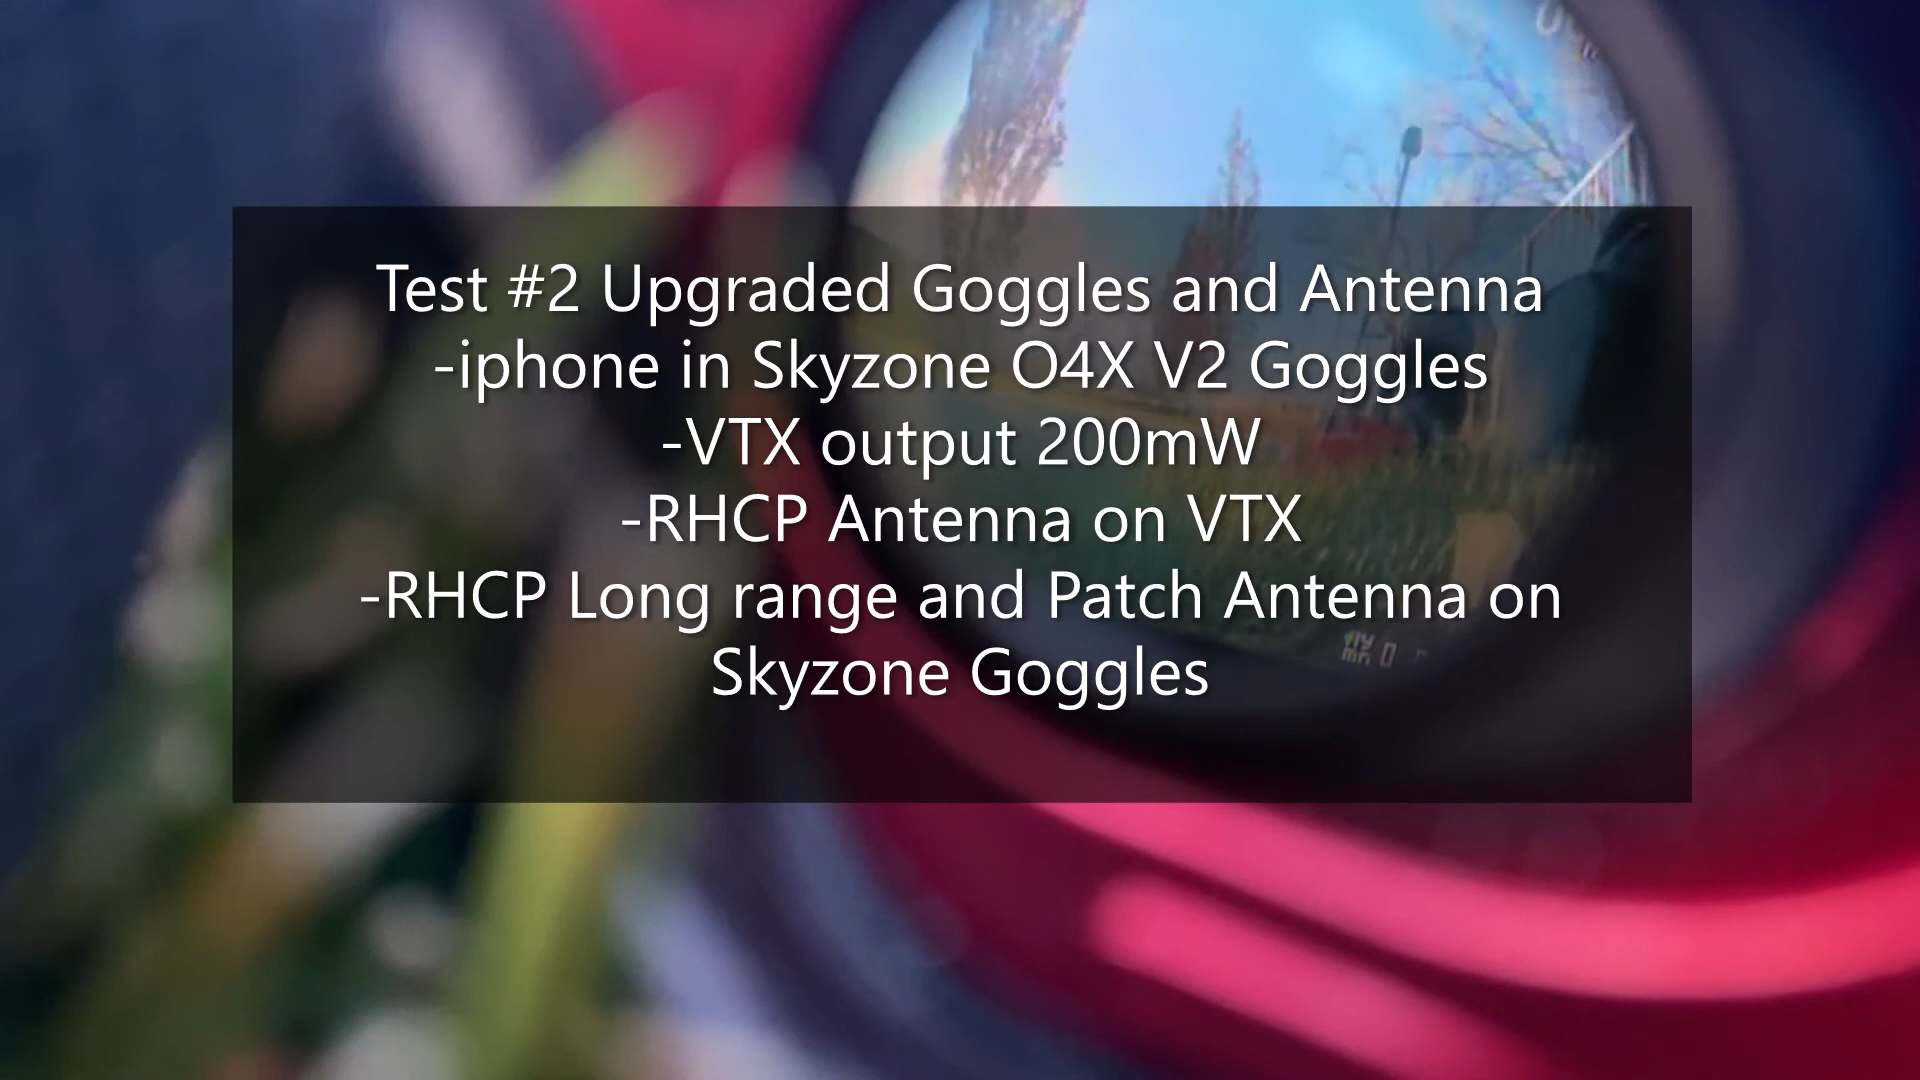 Test #2 Upgraded Goggles and Antenna
-iphone in Skyzone O4X V2 Goggles
-VTX output 200mW
-RHCP Antenna on VTX
-RHCP Long range and Patch Antenna on
Skyzone Goggles